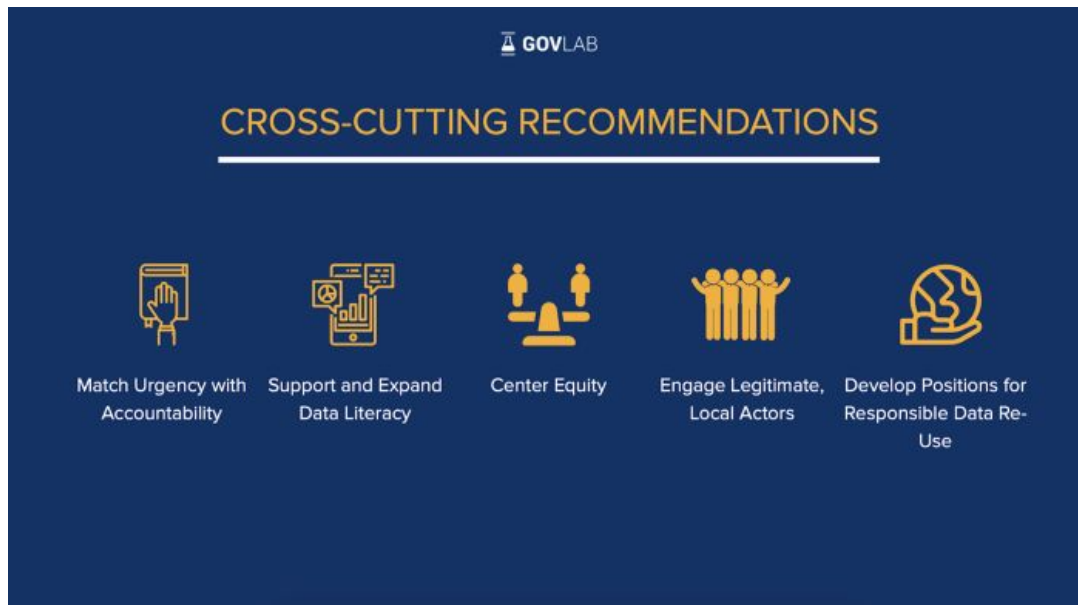 GOVLAB
CROSS-CUTTING RECOMMENDATIONS
Match Urgency with
Accountability
Support and Expand
Data Literacy
Center Equity
Engage Legitimate,
Local Actors
Develop Positions for
Responsible Data Re-
Use